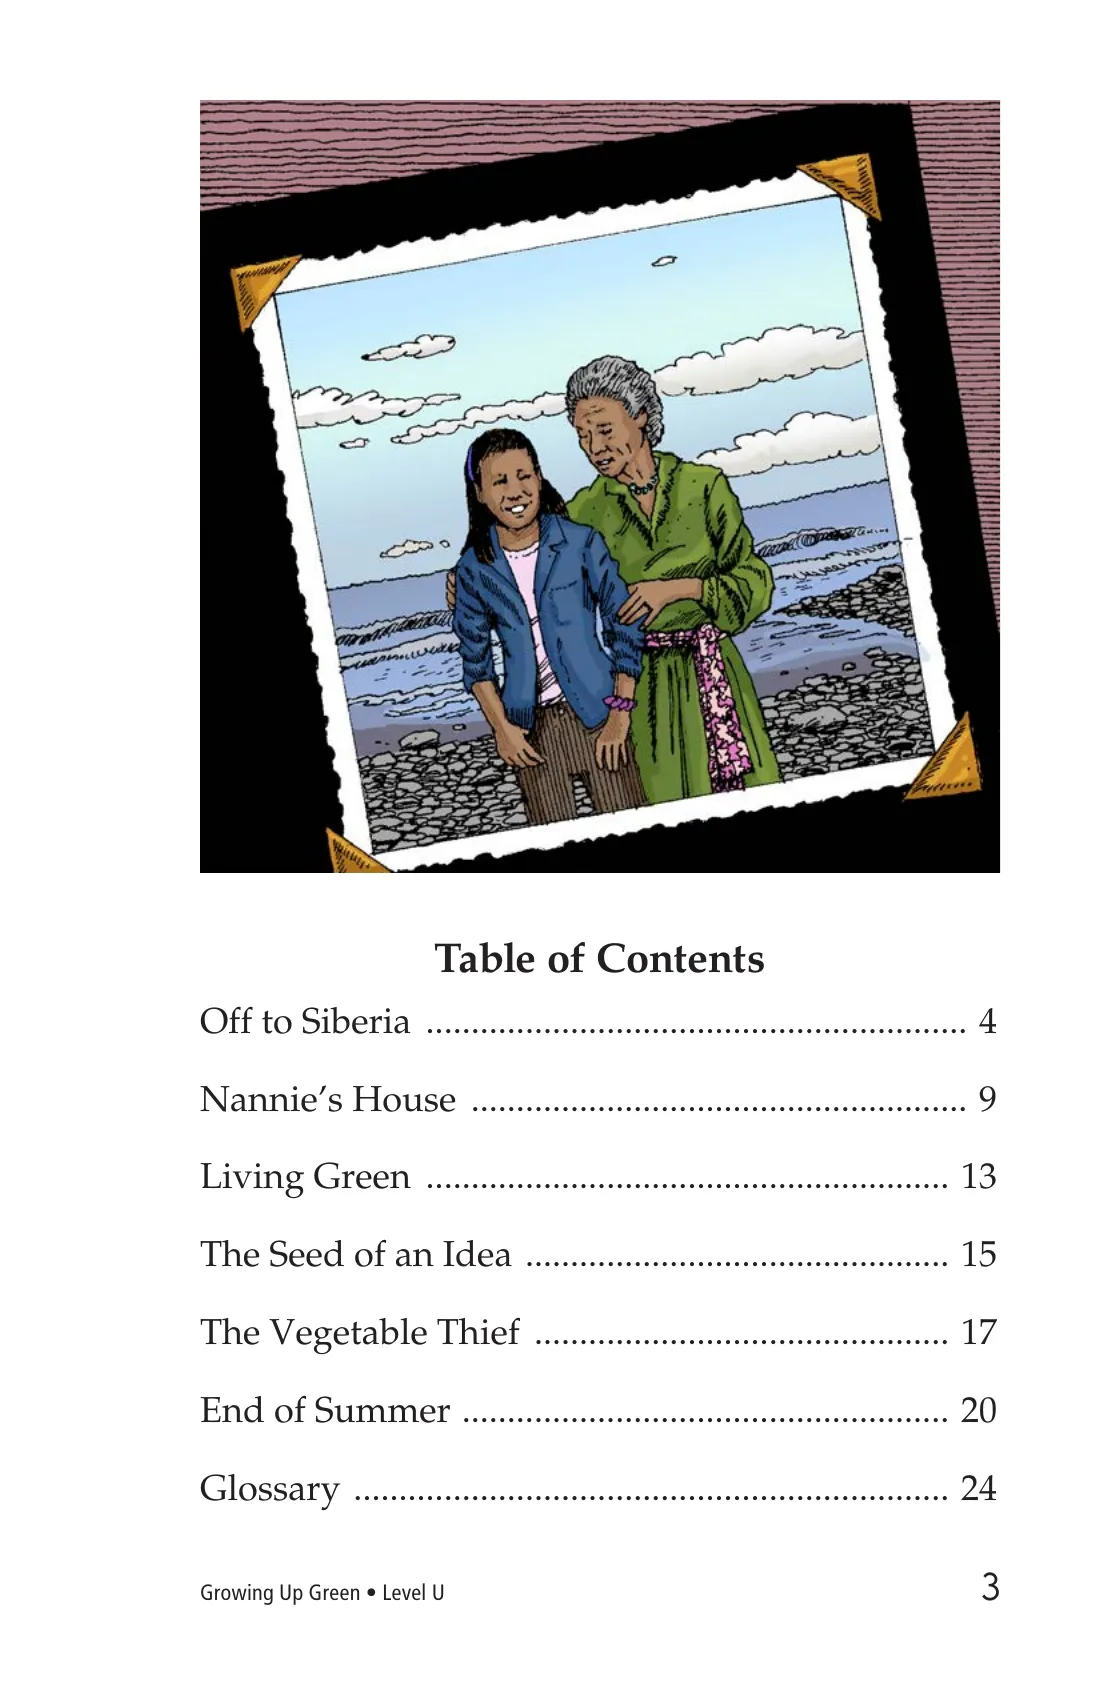 Table of Contents
Off to Siberia ............................................................ 4
Nannie’s House ....................................................... 9
Living Green .......................................................... 13
The Seed of an Idea ............................................... 15
The Vegetable Thief .............................................. 17
End of Summer ...................................................... 20
Glossary .................................................................. 24
Growing Up Green • Level U 3